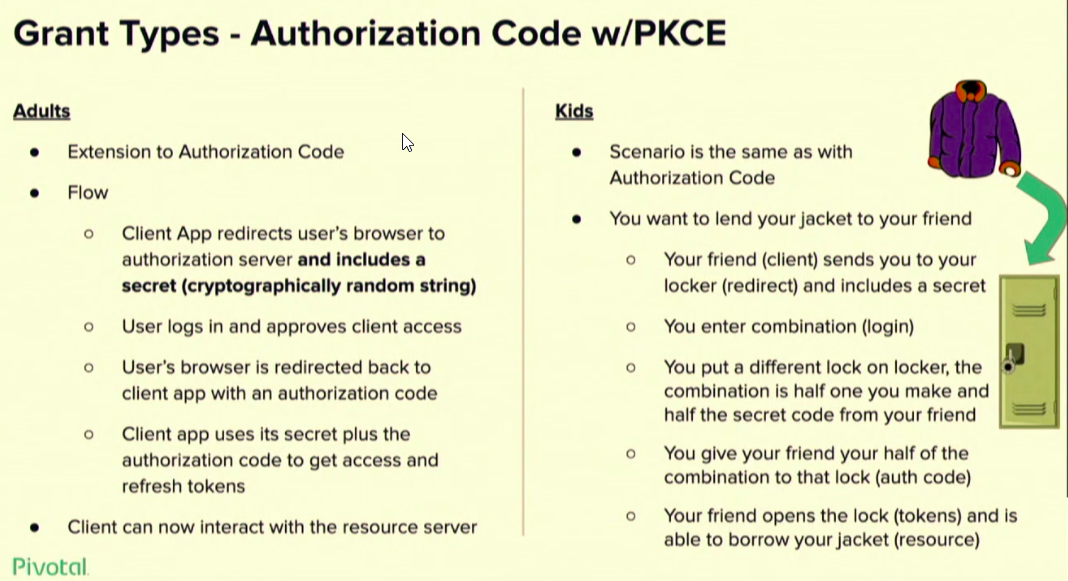 Grant Types - Authorization Code w/PKCE
Adults
Extension to Authorization Code
Flow
Client App redirects user's browser to
authorization server and includes a
secret (cryptographically random string)
User logs in and approves client access
User's browser is redirected back to
client app with an authorization code
Client app uses its secret plus the
authorization code to get access and
refresh tokens
Client can now interact with the resource server
Kids
Scenario is the same as with
Authorization Code
You want to lend your jacket to your friend
Your friend (client) sends you to your
locker (redirect) and includes a secret
You enter combination (login)
You put a different lock on locker, the
combination is half one you make and
half the secret code from your friend
You give your friend your half of the
combination to that lock (auth code)
Your friend opens the lock (tokens) and is
able to borrow your jacket (resource)
Pivotal